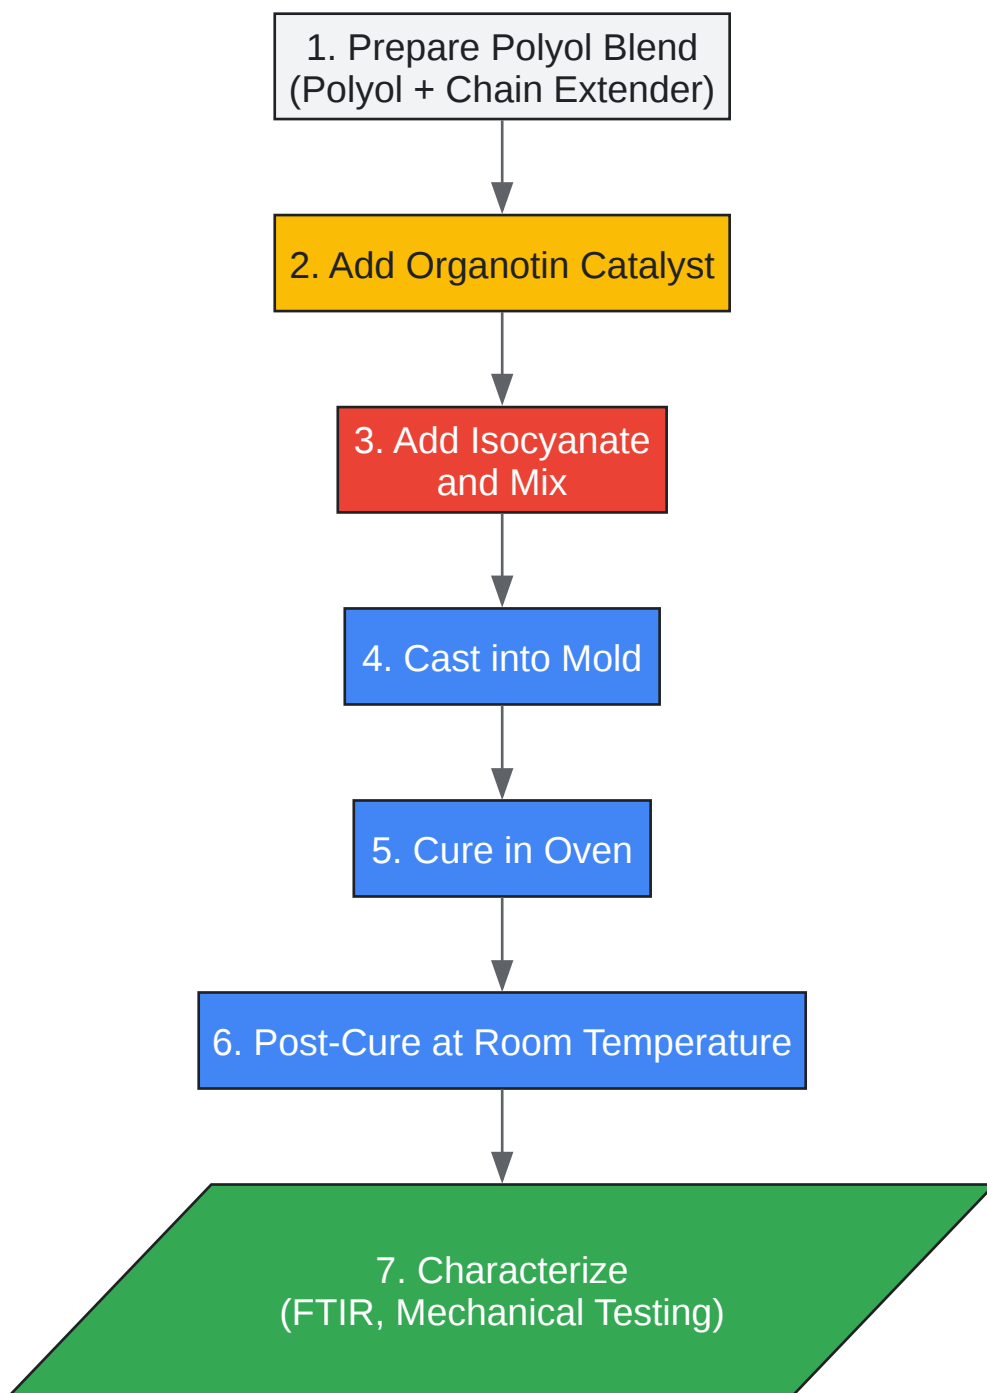 1. Prepare Polyol Blend
(Polyol + Chain Extender)
2. Add Organotin Catalyst
3. Add Isocyanate
and Mix
4. Cast into Mold
5. Cure in Oven
6. Post-Cure at Room Temperature
7. Characterize
(FTIR, Mechanical Testing)